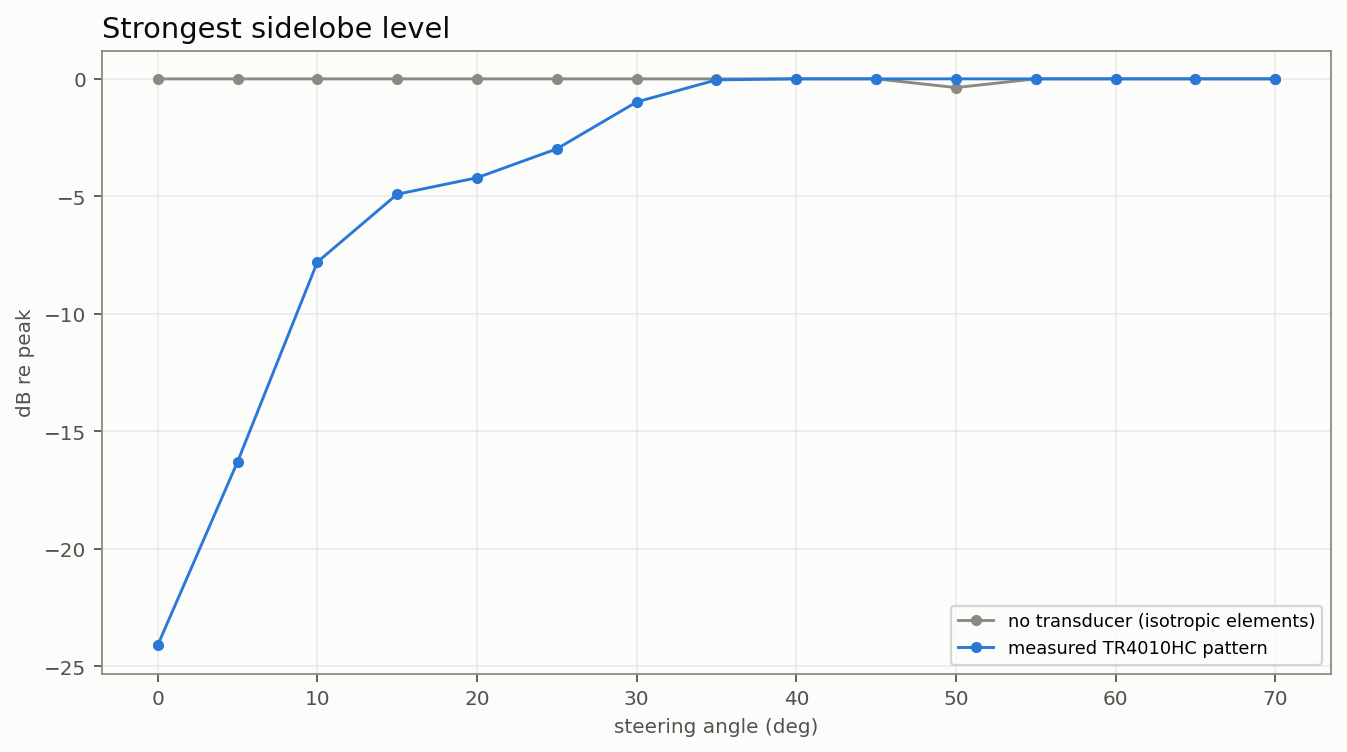 Strongest sidelobe level
dB re peak
0
−5
−10
−15
−20
−25
no transducer (isotropic elements)
measured TR4010HC pattern
0 10 20 30 40 50 60 70
steering angle (deg)